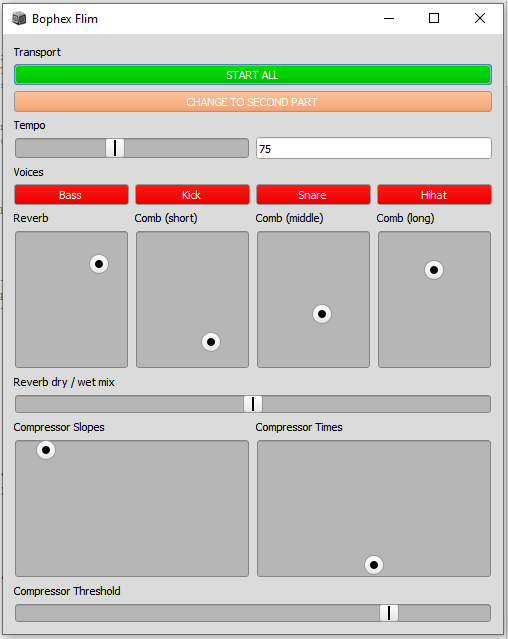 Bophex Flim
Transport
START ALL
CHANGE TO SECOND PART
Tempo
75
Voices
Bass Kick Snare Hihat
Reverb Comb (short) Comb (middle) Comb (long)
Reverb dry / wet mix
Compressor Slopes Compressor Times
Compressor Threshold